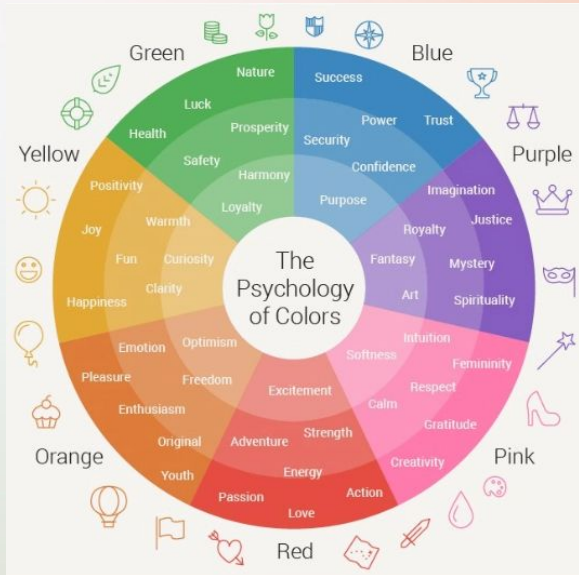 Green
Blue
Yellow
Purple
Orange
Pink
Red
The
Psychology
of Colors
Nature
Luck
Health
Prosperity
Safety
Harmony
Loyalty
Success
Power
Trust
Security
Confidence
Purpose
Imagination
Justice
Royalty
Mystery
Fantasy
Spirituality
Art
Intuition
Softness
Femininity
Respect
Calm
Gratitude
Creativity
Excitement
Strength
Adventure
Energy
Action
Passion
Love
Optimism
Emotion
Freedom
Pleasure
Enthusiasm
Original
Youth
Positivity
Warmth
Joy
Fun
Curiosity
Clarity
Happiness